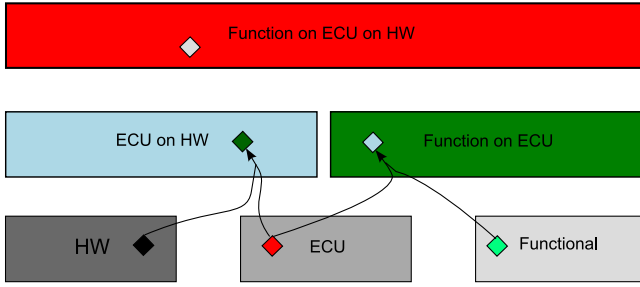 Function on ECU on HW
ECU on HW
Function on ECU
HW
ECU
Functional